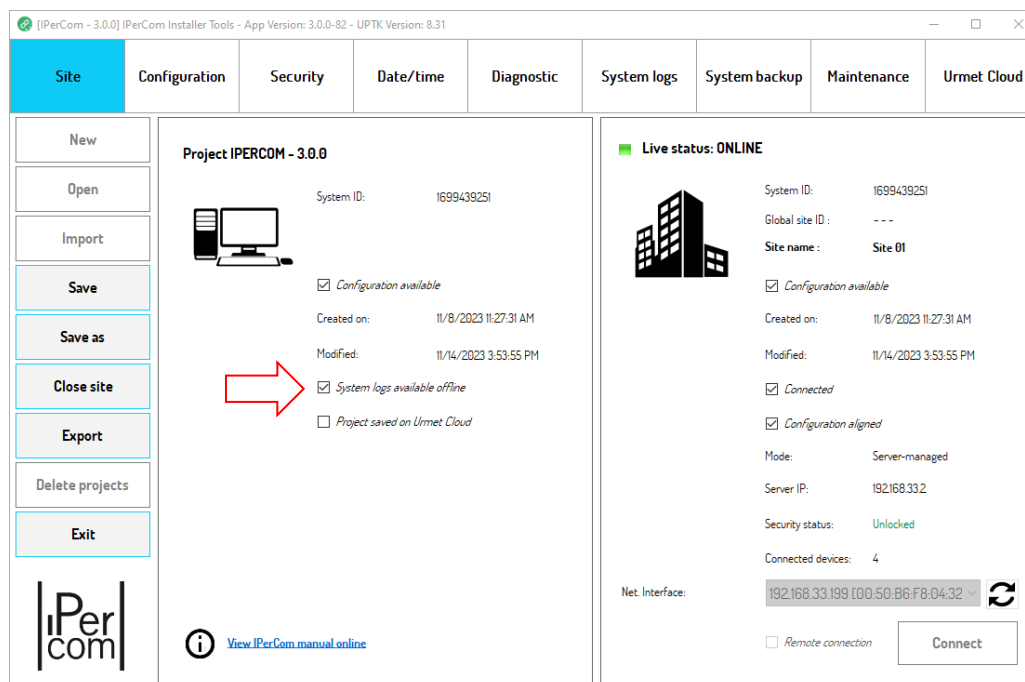 [IPerCom - 3.0.0] IPerCom Installer Tools - App Version: 3.0.0-82 - UPTK Version: 8.31
Site Configuration Security Date/time Diagnostic System logs System backup Maintenance Urmet Cloud
New
Open
Import
Save
Save as
Close site
Export
Delete projects
Exit
IPer
com
Project IPERCOM - 3.0.0
System ID: 1699439251
Configuration available
Created on: 11/8/2023 11:27:31 AM
Modified: 11/14/2023 3:53:55 PM
System logs available offline
Project saved on Urmet Cloud
View IPerCom manual online
Live status: ONLINE
System ID: 1699439251
Global site ID : - - -
Site name : Site 01
Configuration available
Created on: 11/8/2023 11:27:31 AM
Modified: 11/14/2023 3:53:55 PM
Connected
Configuration aligned
Mode: Server-managed
Server IP: 192.168.33.2
Security status: Unlocked
Connected devices: 4
Net. Interface: 192.168.33.199 [00:50:B6:F8:04:32
Remote connection
Connect